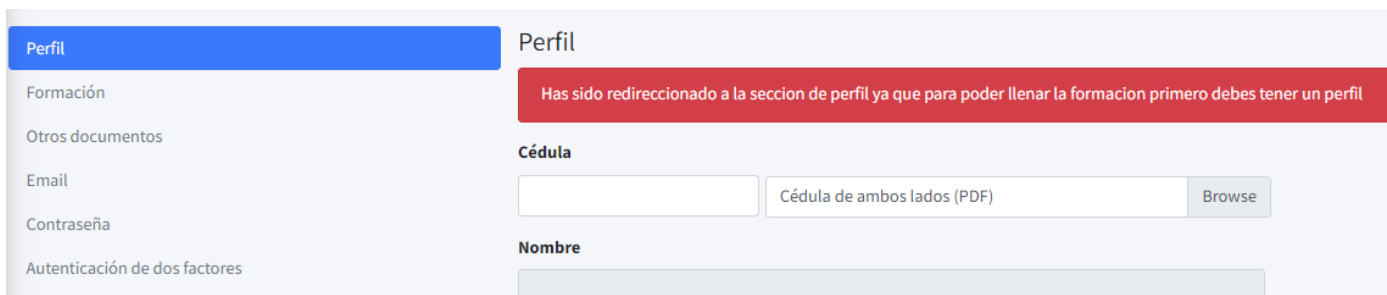 Perfil
Formación
Otros documentos
Email
Contraseña
Autenticación de dos factores
Perfil
Has sido redireccionado a la seccion de perfil ya que para poder llenar la formacion primero debes tener un perfil
Cédula
Cédula de ambos lados (PDF) Browse
Nombre